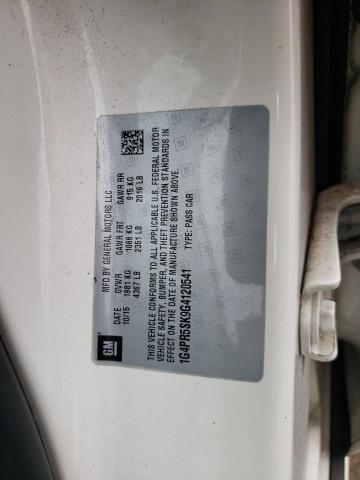 GM
MFD BY GENERAL MOTORS LLC
DATE GVWR GAWR FRT GAWR RR
10/15 1981 KG 1066 KG 915 KG
4367 LB 2351 LB 2016 LB
THIS VEHICLE CONFORMS TO ALL APPLICABLE U.S. FEDERAL MOTOR
VEHICLE SAFETY, BUMPER, AND THEFT PREVENTION STANDARDS IN
EFFECT ON THE DATE OF MANUFACTURE SHOWN ABOVE.
1G4PR5SK9G4120541 TYPE: PASS CAR